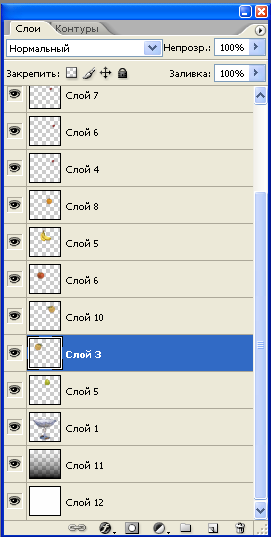 Слои Контуры
Нормальный Непрозр.: 100%
Закрепить: Заливка: 100%
Слой 7
Слой 6
Слой 4
Слой 8
Слой 5
Слой 6
Слой 10
Слой 3
Слой 5
Слой 1
Слой 11
Слой 12